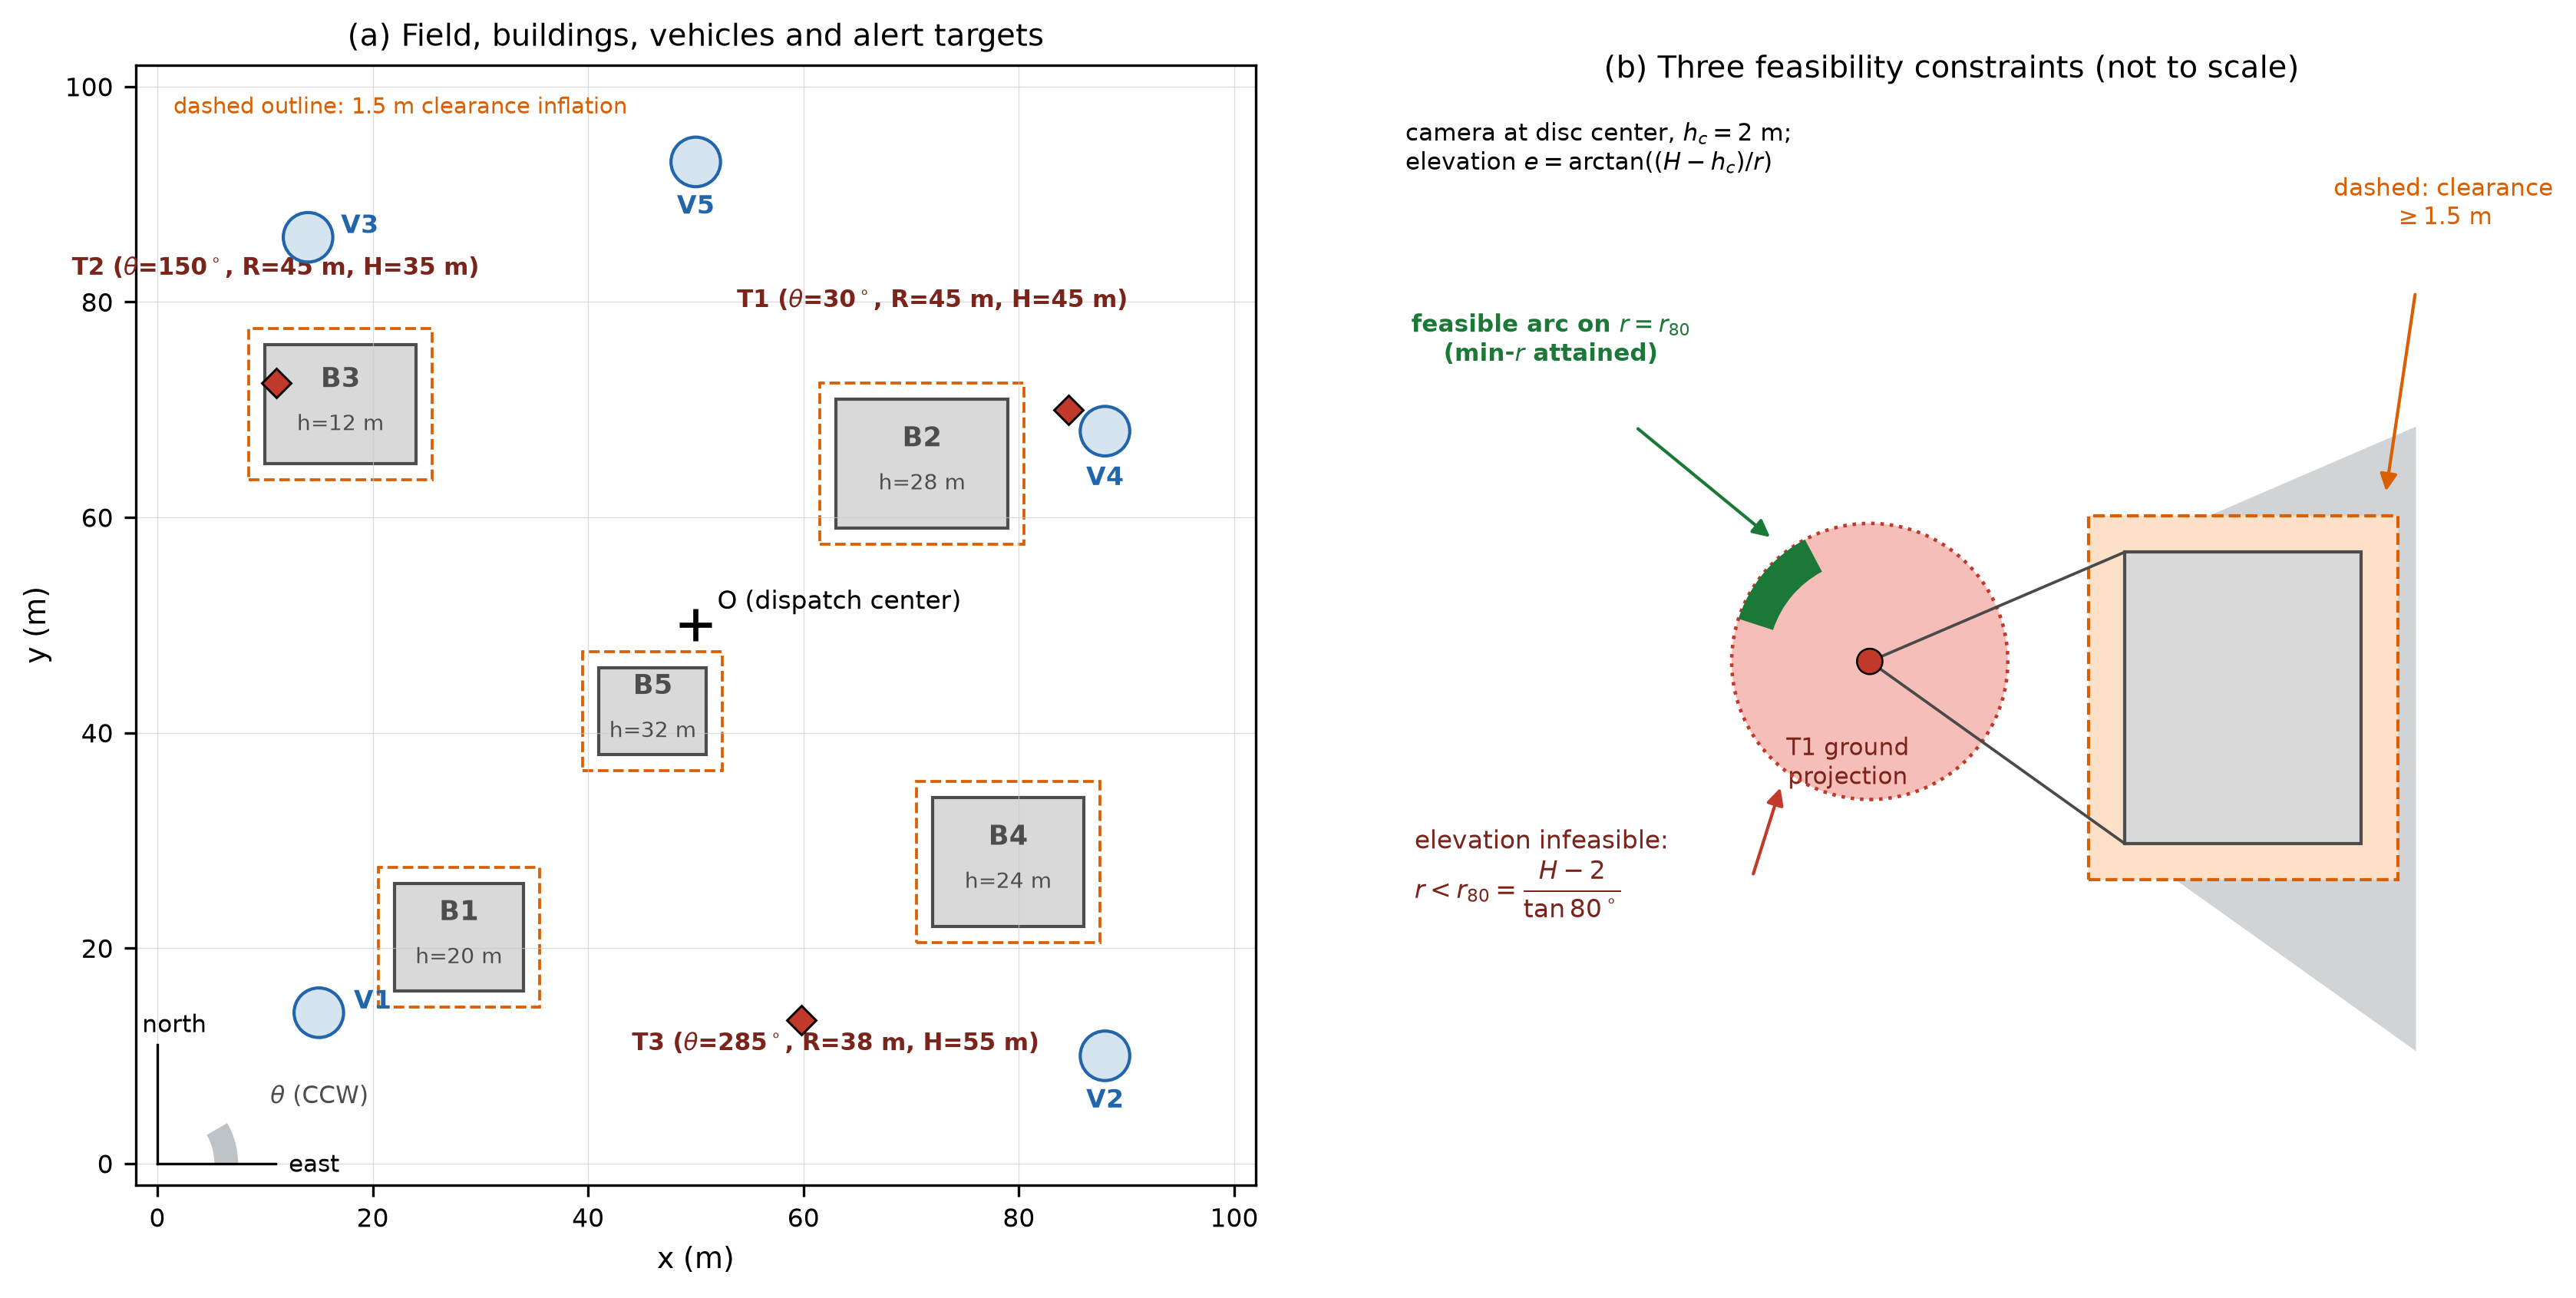 (a) Field, buildings, vehicles and alert targets
100
dashed outline: 1.5 m clearance inflation
V5
V3
T2 (θ=150°, R=45 m, H=35 m)
80
T1 (θ=30°, R=45 m, H=45 m)
B3
h=12 m
B2
h=28 m
V4
60
O (dispatch center)
y (m)
B5
h=32 m
40
B4
h=24 m
B1
h=20 m
20
V1
north
T3 (θ=285°, R=38 m, H=55 m)
θ (CCW)
V2
0
east
0 20 40 60 80 100
x (m)
(b) Three feasibility constraints (not to scale)
camera at disc center, h_c = 2 m;
elevation e = arctan((H − h_c)/r)
dashed: clearance
≥ 1.5 m
feasible arc on r = r_80
(min-r attained)
T1 ground
projection
elevation infeasible:
r < r_80 = (H − 2)/(tan 80°)